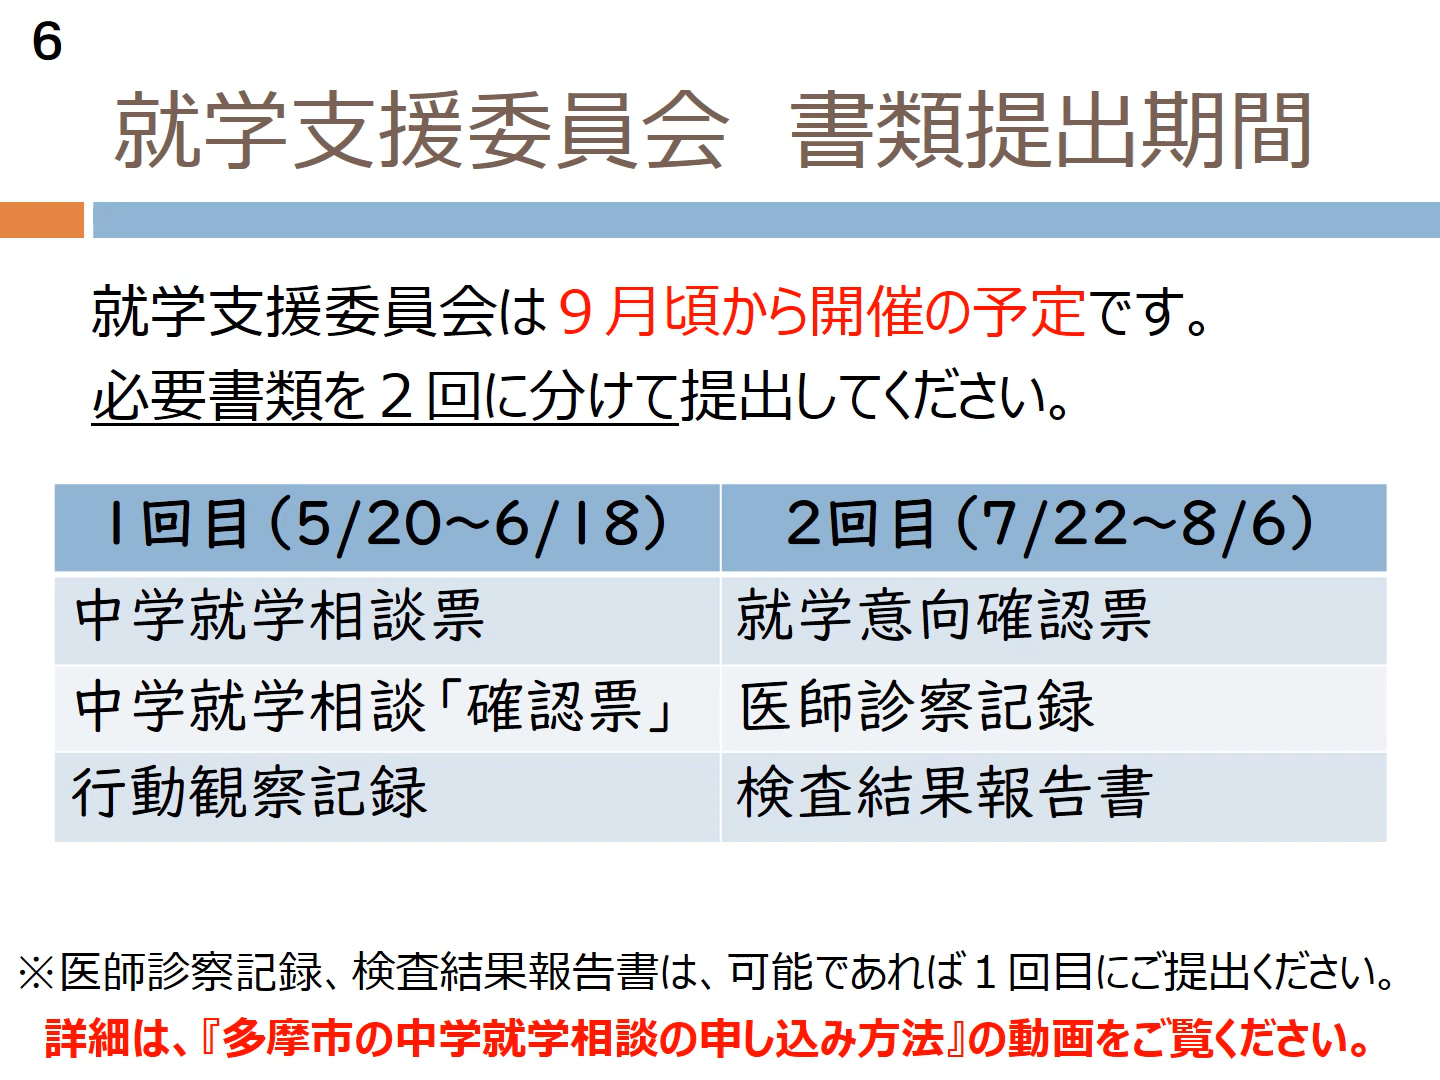 6
就学支援委員会　書類提出期間
就学支援委員会は９月頃から開催の予定です。
必要書類を２回に分けて提出してください。
1回目（5/20～6/18）
2回目（7/22～8/6）
中学就学相談票
就学意向確認票
中学就学相談「確認票」
医師診察記録
行動観察記録
検査結果報告書
※医師診察記録、検査結果報告書は、可能であれば１回目にご提出ください。
詳細は、『多摩市の中学就学相談の申し込み方法』の動画をご覧ください。